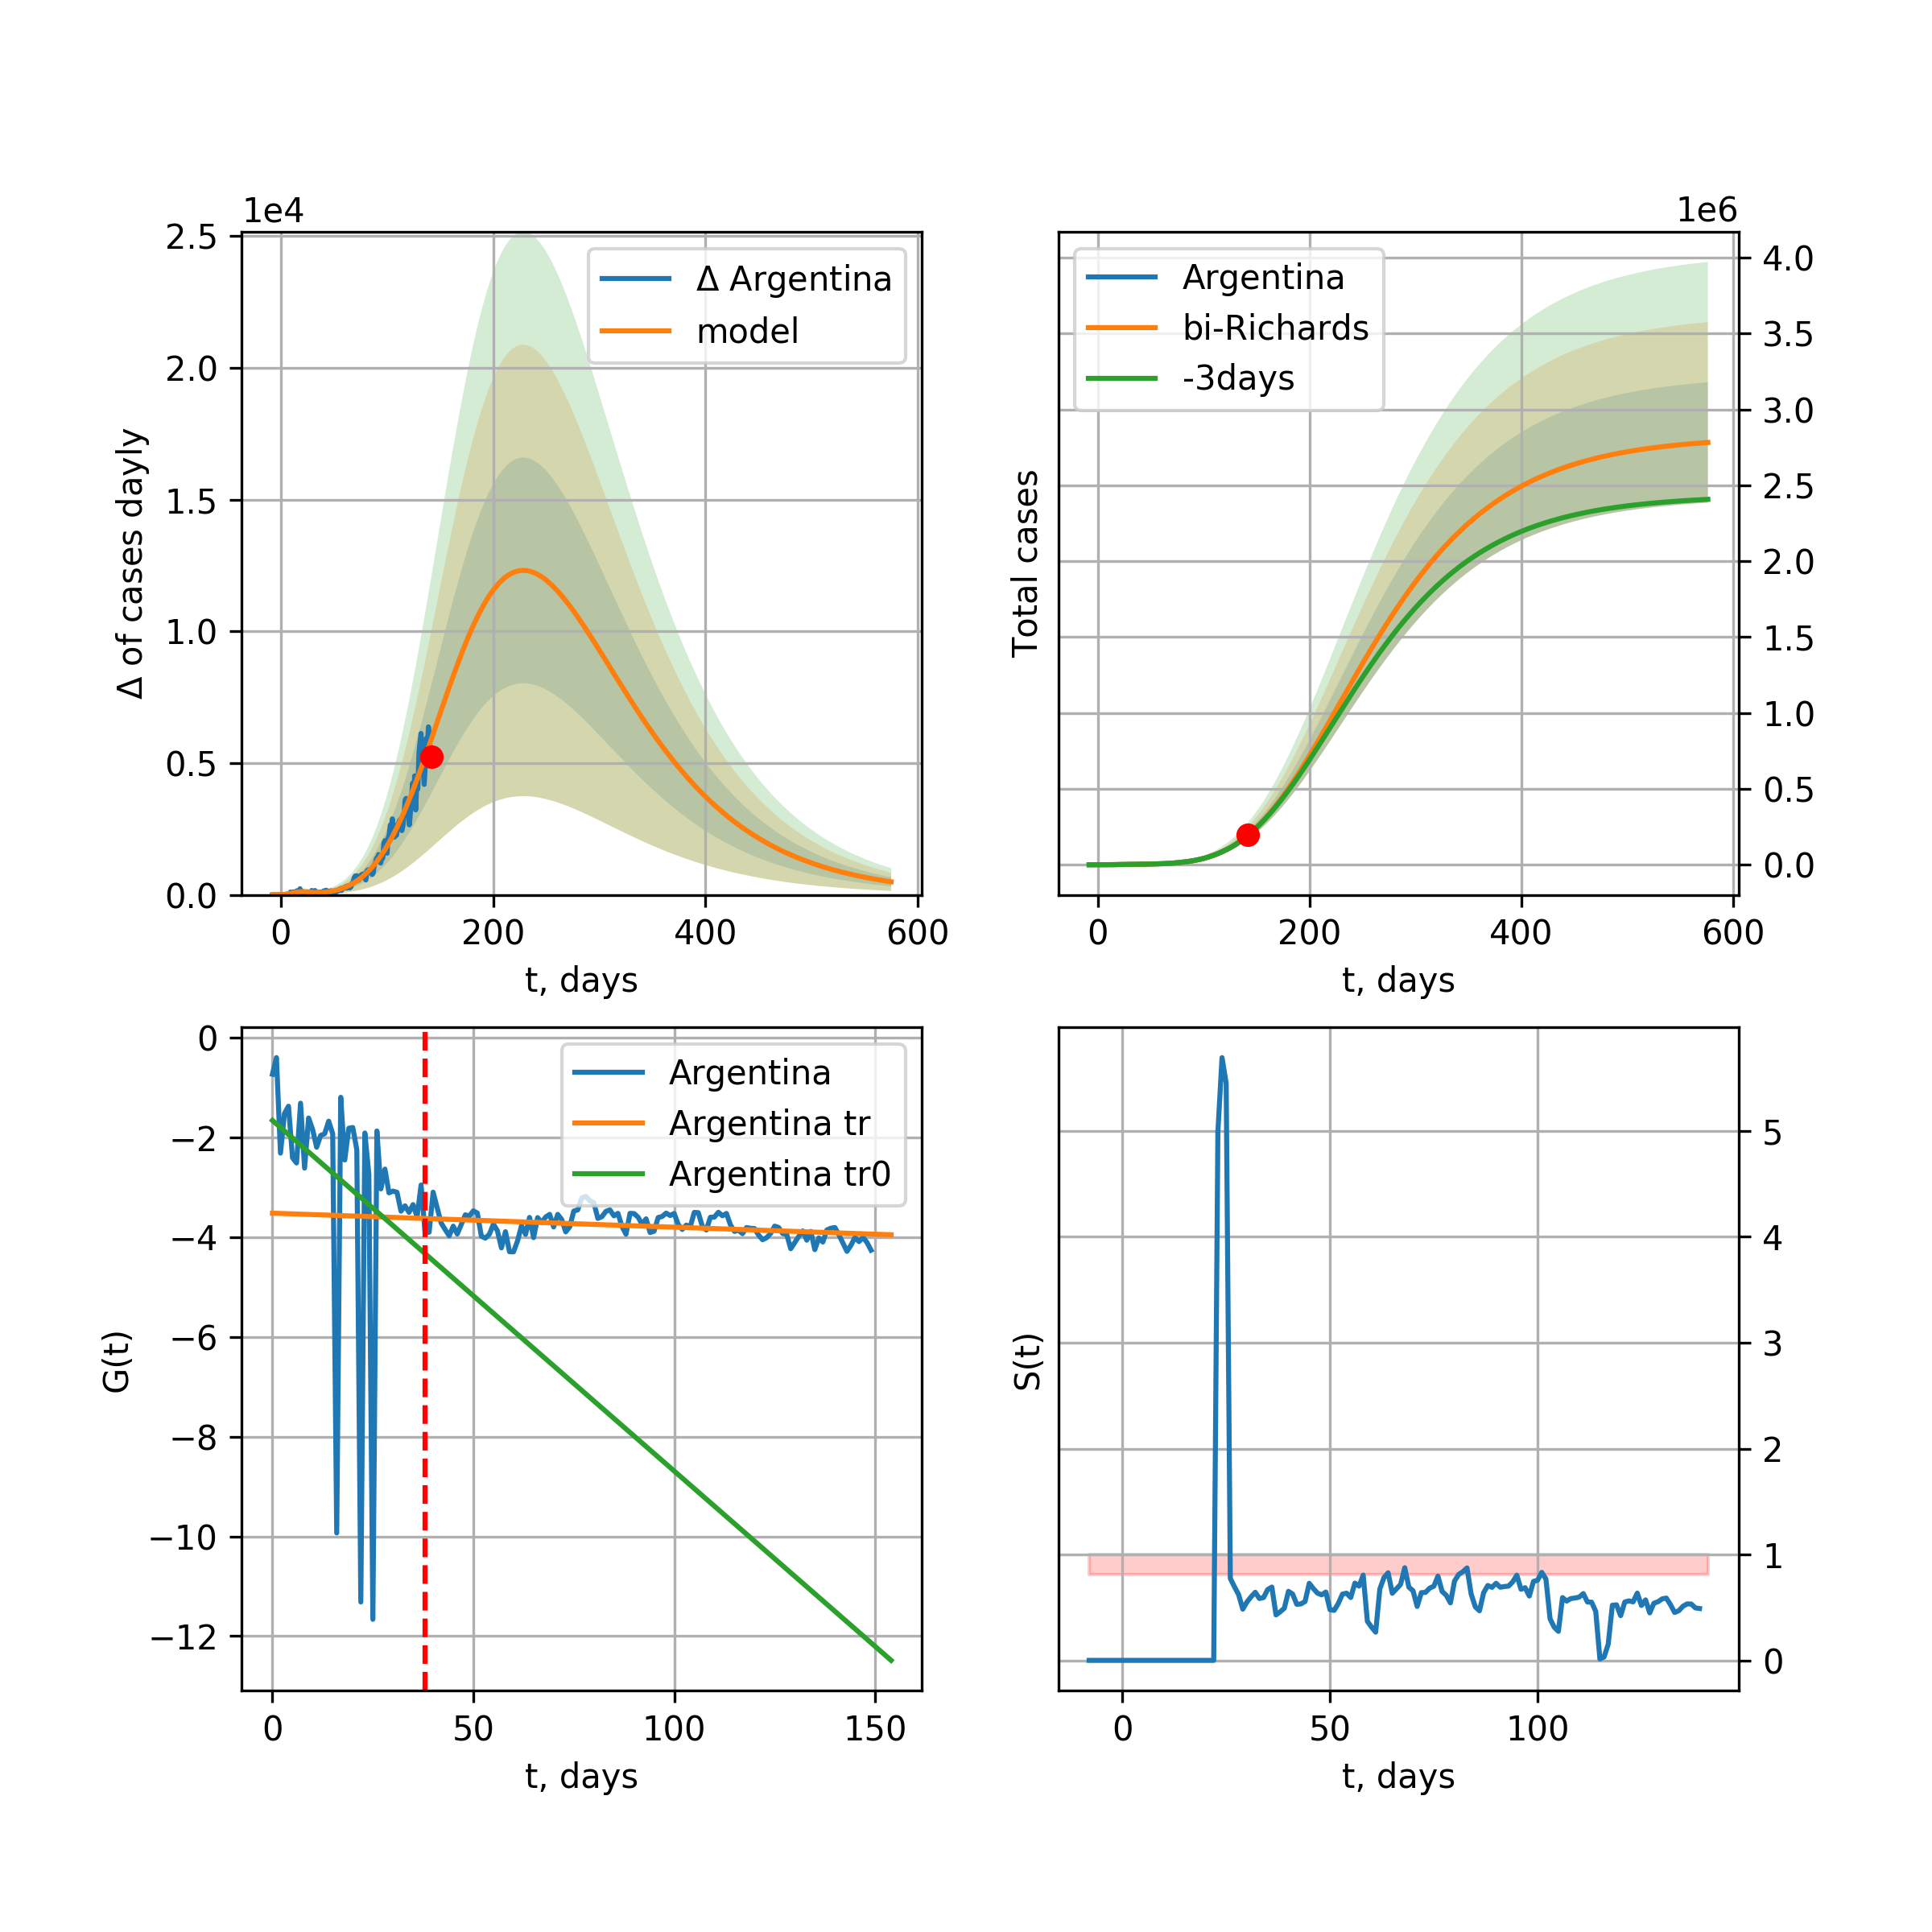 1e4
2.5
2.0
1.5
1.0
0.5
0.0
Δ of cases dayly
Δ Argentina
model
0 200 400 600
t, days
1e6
4.0
3.5
3.0
2.5
2.0
1.5
1.0
0.5
0.0
Total cases
Argentina
bi-Richards
-3days
0 200 400 600
t, days
0
−2
−4
−6
−8
−10
−12
G(t)
Argentina
Argentina tr
Argentina tr0
0 50 100 150
t, days
5
4
3
2
1
0
S(t)
0 50 100
t, days